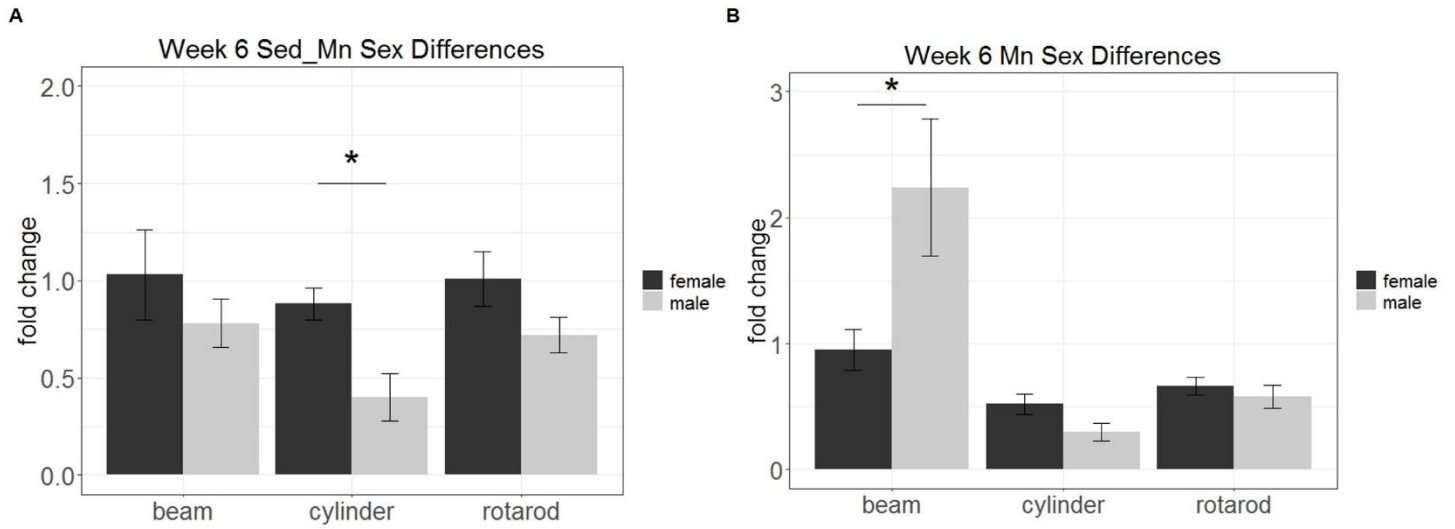 A
Week 6 Sed_Mn Sex Differences
2.0
1.5
1.0
0.5
0.0
fold change
*
beam
cylinder
rotarod
female
male
B
Week 6 Mn Sex Differences
3
2
1
0
fold change
*
beam
cylinder
rotarod
female
male